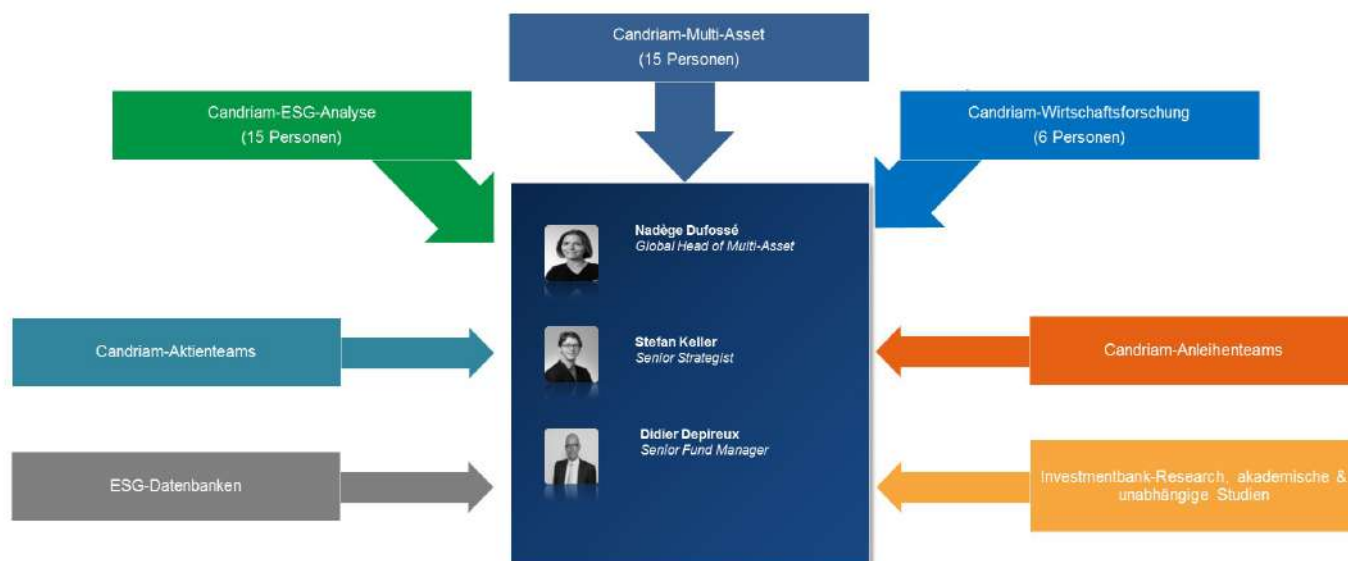 Candriam-Multi-Asset
(15 Personen)
Candriam-ESG-Analyse
(15 Personen)
Candriam-Wirtschaftsforschung
(6 Personen)
Nadège Dufossé
Global Head of Multi-Asset
Candriam-Aktienteams
Stefan Keller
Senior Strategist
Candriam-Anleihenteams
Didier Depireux
Senior Fund Manager
ESG-Datenbanken
Investmentbank-Research, akademische &
unabhängige Studien